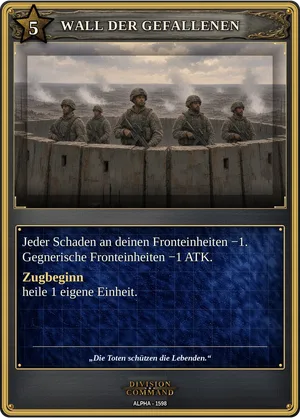 5
WALL DER GEFALLENEN
Jeder Schaden an deinen Fronteinheiten −1.
Gegnerische Fronteinheiten −1 ATK.
Zugbeginn
heile 1 eigene Einheit.
„Die Toten schützen die Lebenden.“
DIVISION
COMMAND
ALPHA - 1598